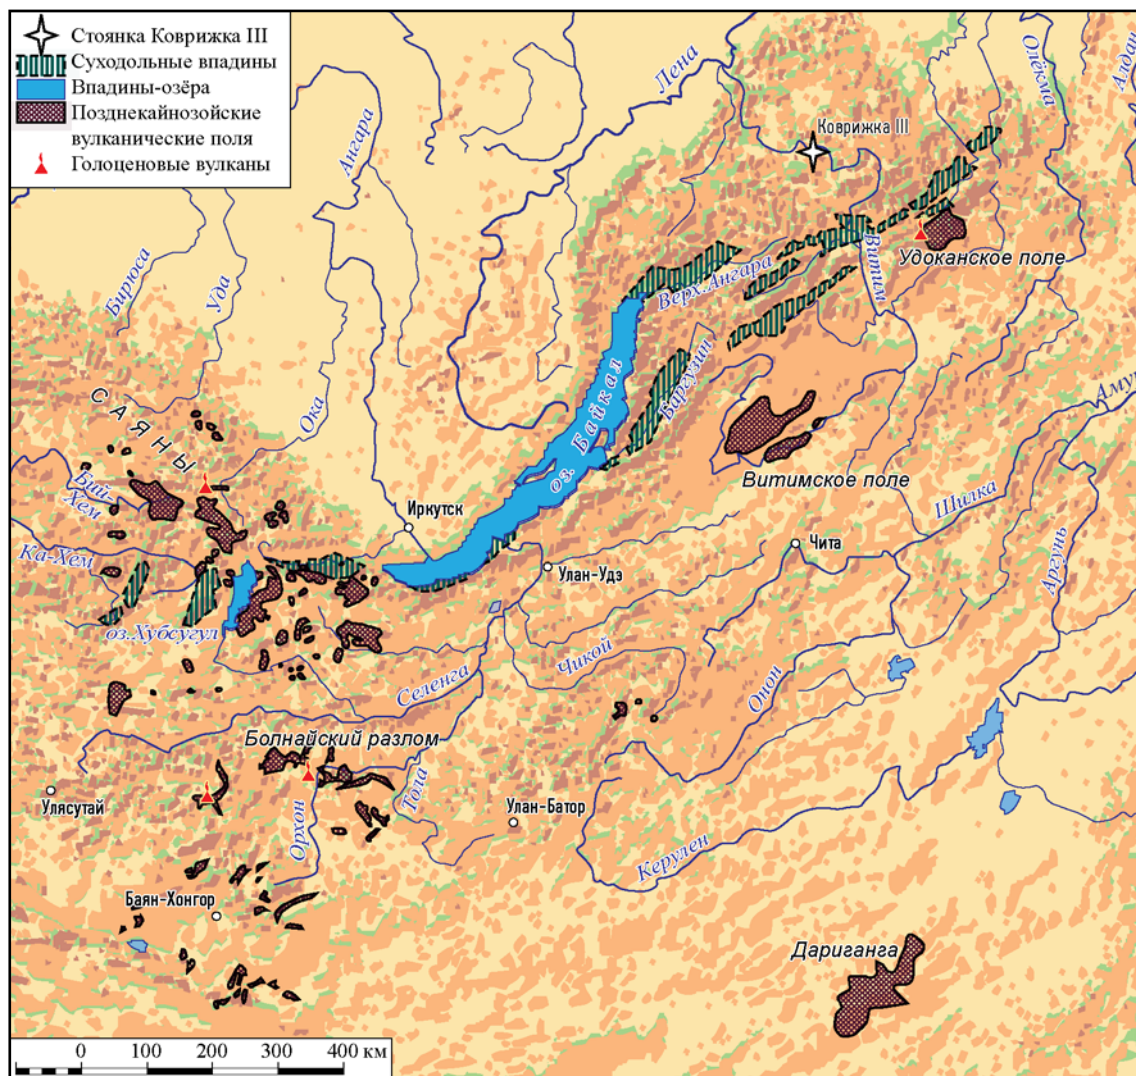 Стоянка Коврижка III
Суходольные впадины
Впадины-озёра
Позднекайнозойские
вулканические поля
Голоценовые вулканы
Лена
Олёкма
Алдан
Ангара
Коврижка III
Бирюса
Уда
Витим
Удоканское поле
Верх.Ангара
Баргузин
оз. Байкал
САЯНЫ
Ока
Амур
Бий-
Хем
Витимское поле
Шилка
Иркутск
Ка-Хем
Чита
Аргунь
Улан-Удэ
оз.Хубсугул
Чикой
Селенга
Онон
Болнайский разлом
Улясутай
Тола
Улан-Батор
Орхон
Керулен
Баян-Хонгор
Дариганга
0 100 200 300 400 км